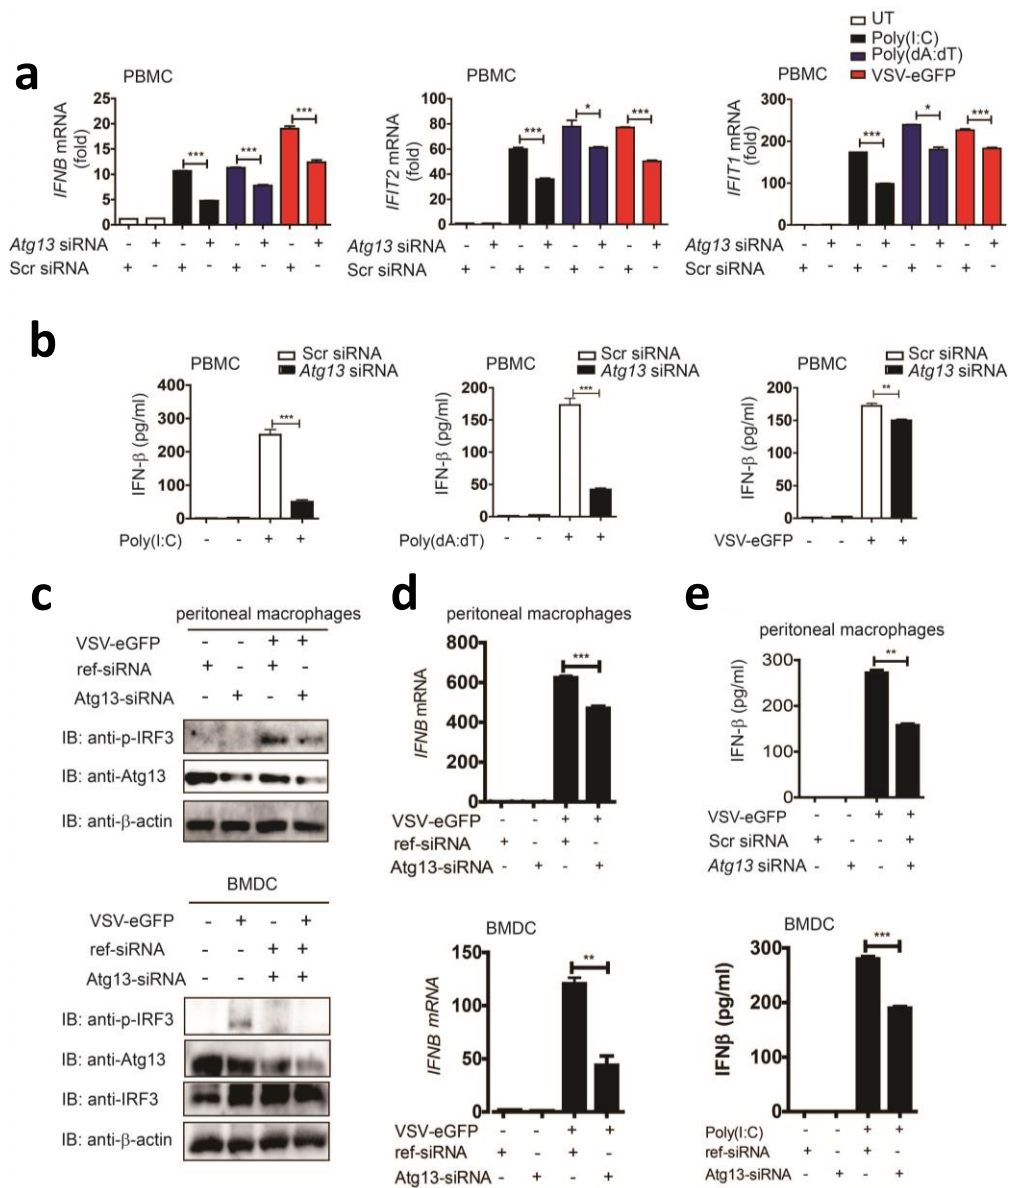 UT
Poly(I:C)
Poly(dA:dT)
VSV-eGFP
a
PBMC
25
20
15
10
5
0
IFNB mRNA
(fold)
***
***
***
PBMC
100
80
60
40
20
0
IFIT2 mRNA
(fold)
***
*
***
PBMC
300
200
100
0
IFIT1 mRNA
(fold)
***
*
***
Atg13 siRNA - + - + - + - +
Scr siRNA + - + - + - + -
Atg13 siRNA - + - + - + - +
Scr siRNA + - + - + - + -
Atg13 siRNA - + - + - + - +
Scr siRNA + - + - + - + -
b
PBMC
Scr siRNA
Atg13 siRNA
400
300
200
100
0
IFN-β (pg/ml)
***
Poly(I:C) - - + +
PBMC
Scr siRNA
Atg13 siRNA
200
150
100
50
0
IFN-β (pg/ml)
***
Poly(dA:dT) - - + +
PBMC
Scr siRNA
Atg13 siRNA
200
150
100
50
0
IFN-β (pg/ml)
**
VSV-eGFP - - + +
c
peritoneal macrophages
VSV-eGFP - - + +
ref-siRNA + - + -
Atg13-siRNA - + - +
IB: anti-p-IRF3
IB: anti-Atg13
IB: anti-β-actin
BMDC
VSV-eGFP - + - +
ref-siRNA - - + +
Atg13-siRNA - - + +
IB: anti-p-IRF3
IB: anti-Atg13
IB: anti-IRF3
IB: anti-β-actin
d
peritoneal macrophages
800
600
400
200
0
IFNB mRNA
***
VSV-eGFP - - + +
ref-siRNA + - + -
Atg13-siRNA - + - +
BMDC
150
100
50
0
IFNB mRNA
**
VSV-eGFP - - + +
ref-siRNA + - + -
Atg13-siRNA - + - +
e
peritoneal macrophages
300
200
100
0
IFN-β (pg/ml)
**
VSV-eGFP - - + +
Scr siRNA + - - +
Atg13 siRNA - + - +
BMDC
300
200
100
0
IFNβ (pg/ml)
***
Poly(I:C) - - + +
ref-siRNA + - + -
Atg13-siRNA - + - +